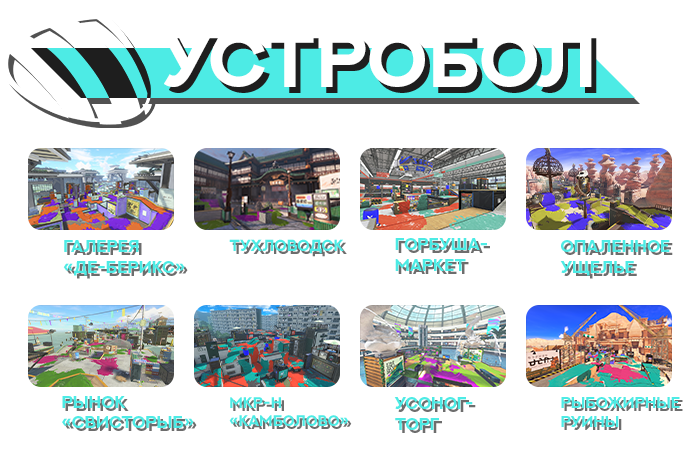 УСТРОБОЛ
ГАЛЕРЕЯ
«ДЕ-БЕРИКС»
ТУХЛОВОДСК
ГОРБУША-
МАРКЕТ
ОПАЛЕННОЕ
УЩЕЛЬЕ
РЫНОК
«СВИСТОРЫБ»
МКР-Н
«КАМБОЛОВО»
УСОНОГ-
ТОРГ
РЫБОЖИРНЫЕ
РУИНЫ